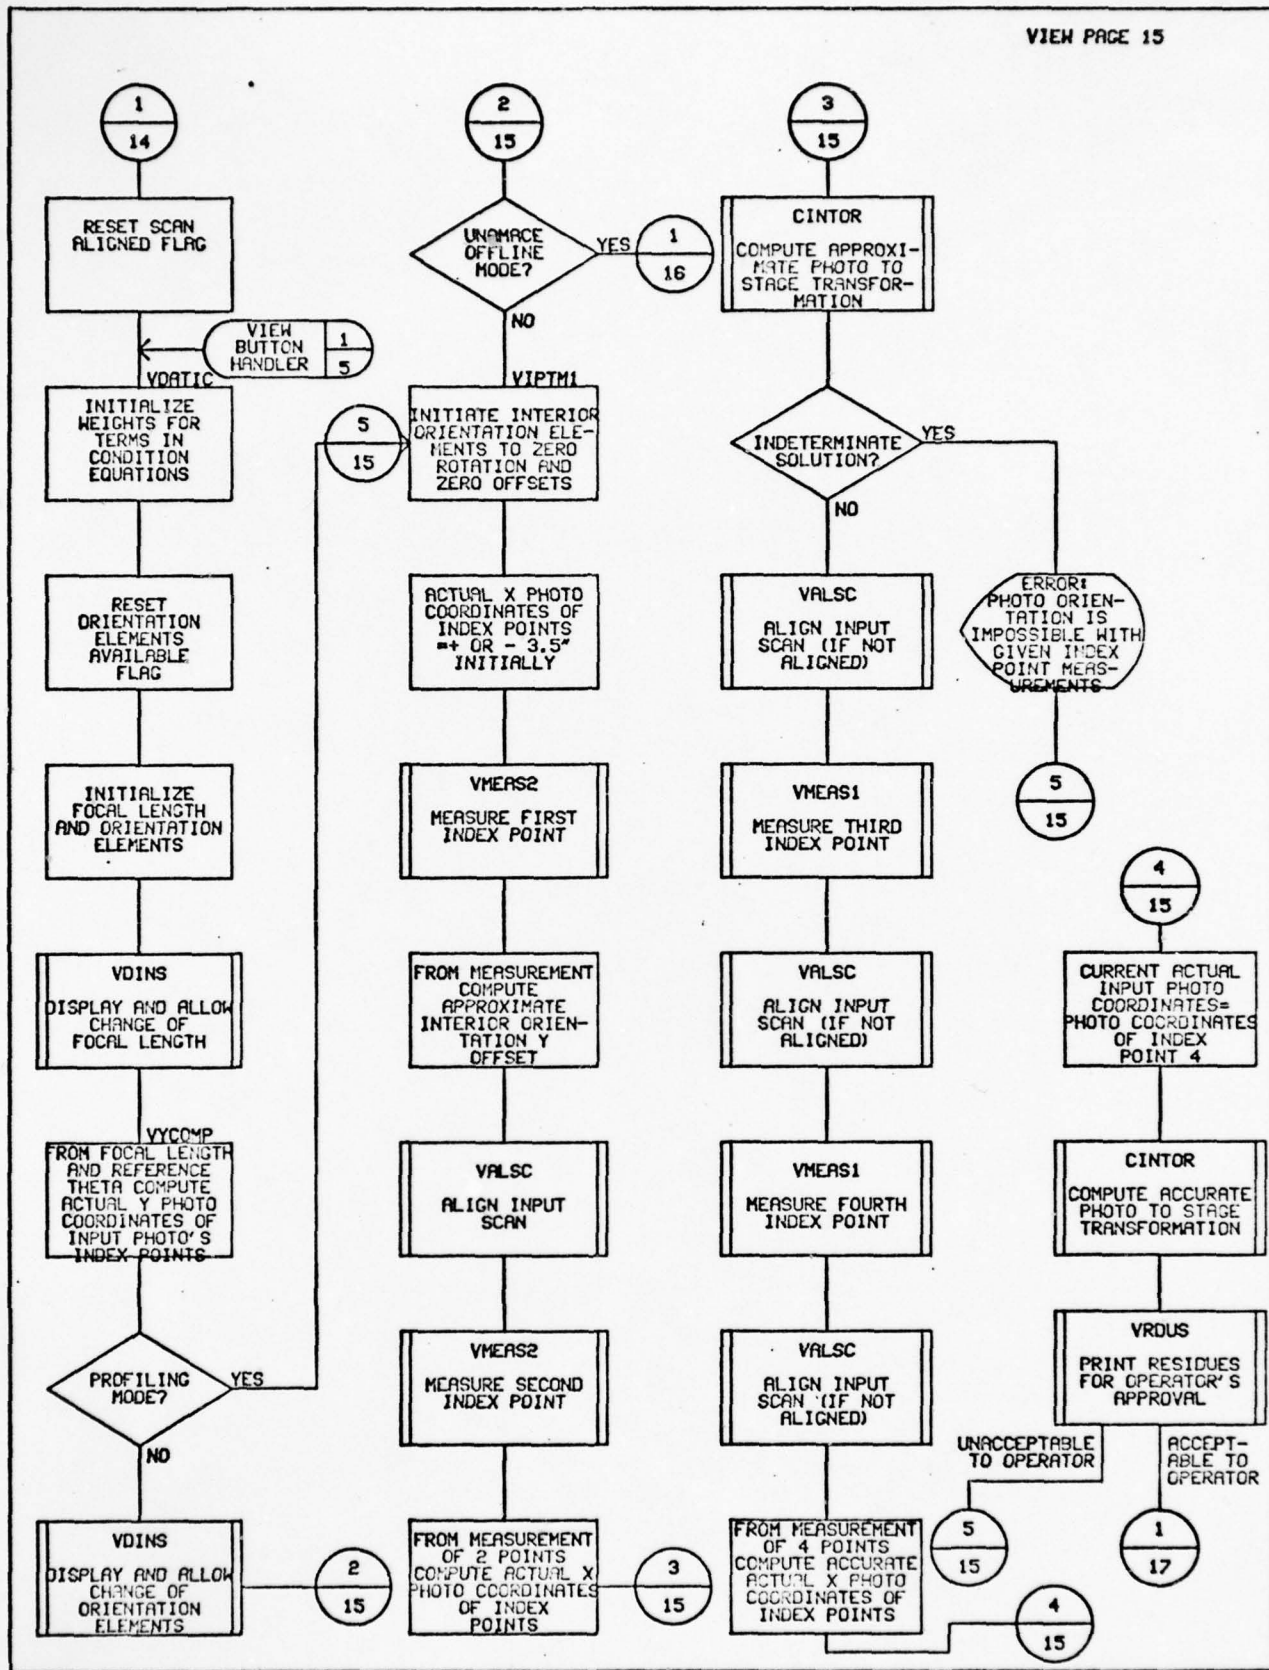 VIEW PAGE 15
1
14
RESET SCAN
ALIGNED FLAG
VIEW
BUTTON
HANDLER
1
5
VDATIC
INITIALIZE
WEIGHTS FOR
TERMS IN
CONDITION
EQUATIONS
RESET
ORIENTATION
ELEMENTS
AVAILABLE
FLAG
INITIALIZE
FOCAL LENGTH
AND ORIENTATION
ELEMENTS
VDINS
DISPLAY AND ALLOW
CHANGE OF
FOCAL LENGTH
VYCOMP
FROM FOCAL LENGTH
AND REFERENCE
THETA COMPUTE
ACTUAL Y PHOTO
COORDINATES OF
INPUT PHOTO'S
INDEX POINTS
PROFILING
MODE?
YES
NO
VDINS
DISPLAY AND ALLOW
CHANGE OF
ORIENTATION
ELEMENTS
2
15
2
15
UNAMACE
OFFLINE
MODE?
YES
1
16
NO
VIPTM1
5
15
INITIATE INTERIOR
ORIENTATION ELE-
MENTS TO ZERO
ROTATION AND
ZERO OFFSETS
ACTUAL X PHOTO
COORDINATES OF
INDEX POINTS
=+ OR - 3.5"
INITIALLY
VMEAS2
MEASURE FIRST
INDEX POINT
FROM MEASUREMENT
COMPUTE
APPROXIMATE
INTERIOR ORIEN-
TATION Y
OFFSET
VALSC
ALIGN INPUT
SCAN
VMEAS2
MEASURE SECOND
INDEX POINT
FROM MEASUREMENT
OF 2 POINTS
COMPUTE ACTUAL X
PHOTO COORDINATES
OF INDEX
POINTS
3
15
3
15
CINTOR
COMPUTE APPROXI-
MATE PHOTO TO
STAGE TRANSFOR-
MATION
INDETERMINATE
SOLUTION?
YES
NO
VALSC
ALIGN INPUT
SCAN (IF NOT
ALIGNED)
VMEAS1
MEASURE THIRD
INDEX POINT
VALSC
ALIGN INPUT
SCAN (IF NOT
ALIGNED)
VMEAS1
MEASURE FOURTH
INDEX POINT
VALSC
ALIGN INPUT
SCAN (IF NOT
ALIGNED)
FROM MEASUREMENT
OF 4 POINTS
COMPUTE ACCURATE
ACTUAL X PHOTO
COORDINATES OF
INDEX POINTS
4
15
ERROR:
PHOTO ORIEN-
TATION IS
IMPOSSIBLE WITH
GIVEN INDEX
POINT MEAS-
UREMENTS
5
15
4
15
CURRENT ACTUAL
INPUT PHOTO
COORDINATES=
PHOTO COORDINATES
OF INDEX
POINT 4
CINTOR
COMPUTE ACCURATE
PHOTO TO STAGE
TRANSFORMATION
VRDUS
PRINT RESIDUES
FOR OPERATOR'S
APPROVAL
UNACCEPTABLE
TO OPERATOR
ACCEPT-
ABLE TO
OPERATOR
5
15
1
17